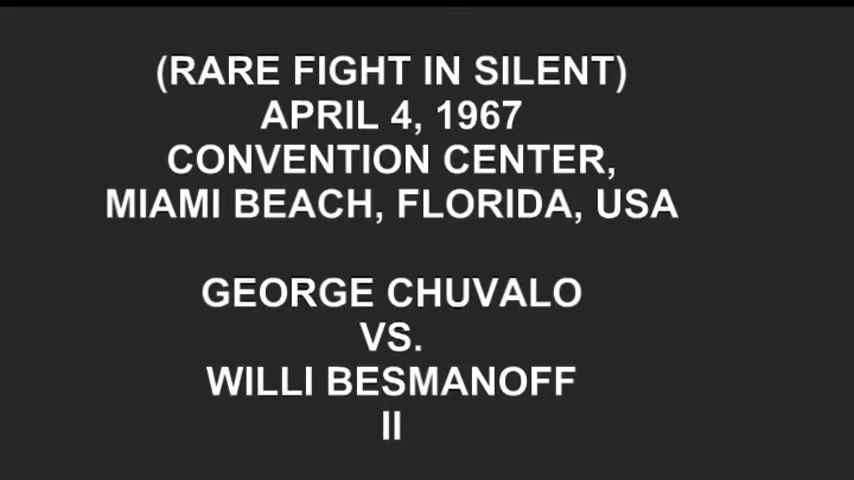 (RARE FIGHT IN SILENT)
APRIL 4, 1967
CONVENTION CENTER,
MIAMI BEACH, FLORIDA, USA
GEORGE CHUVALO
VS.
WILLI BESMANOFF
II